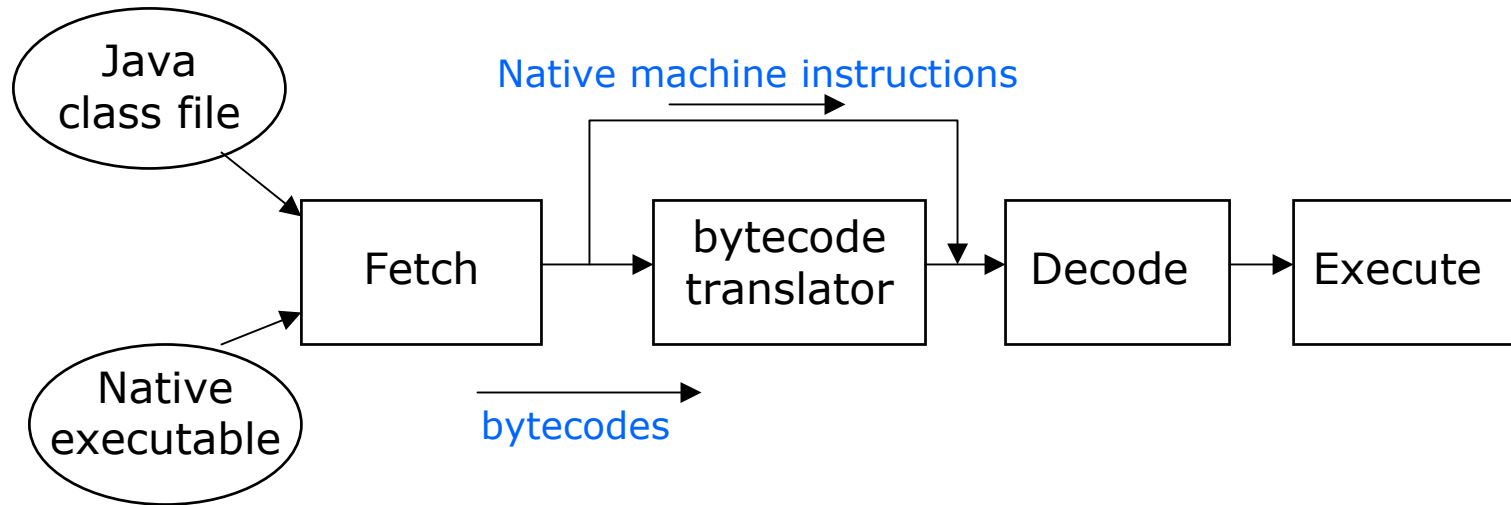 Java
class file
Native machine instructions
Fetch
bytecode
translator
Decode
Execute
Native
executable
bytecodes